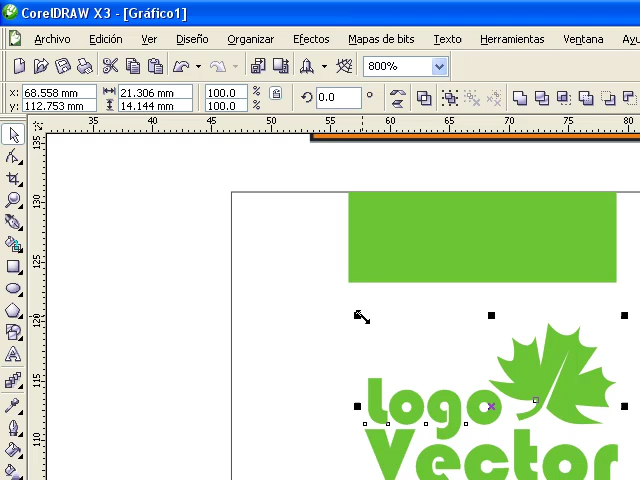 CorelDRAW X3 - [Gráfico1]
Archivo Edición Ver Diseño Organizar Efectos Mapas de bits Texto Herramientas Ventana
800%
x: 68.558 mm 21.306 mm 100.0 % 0.0 °
y: 112.753 mm 14.144 mm 100.0 %
35 40 45 50 55 60 65 70 75 80
135
130
125
120
115
110
Logo
Vector